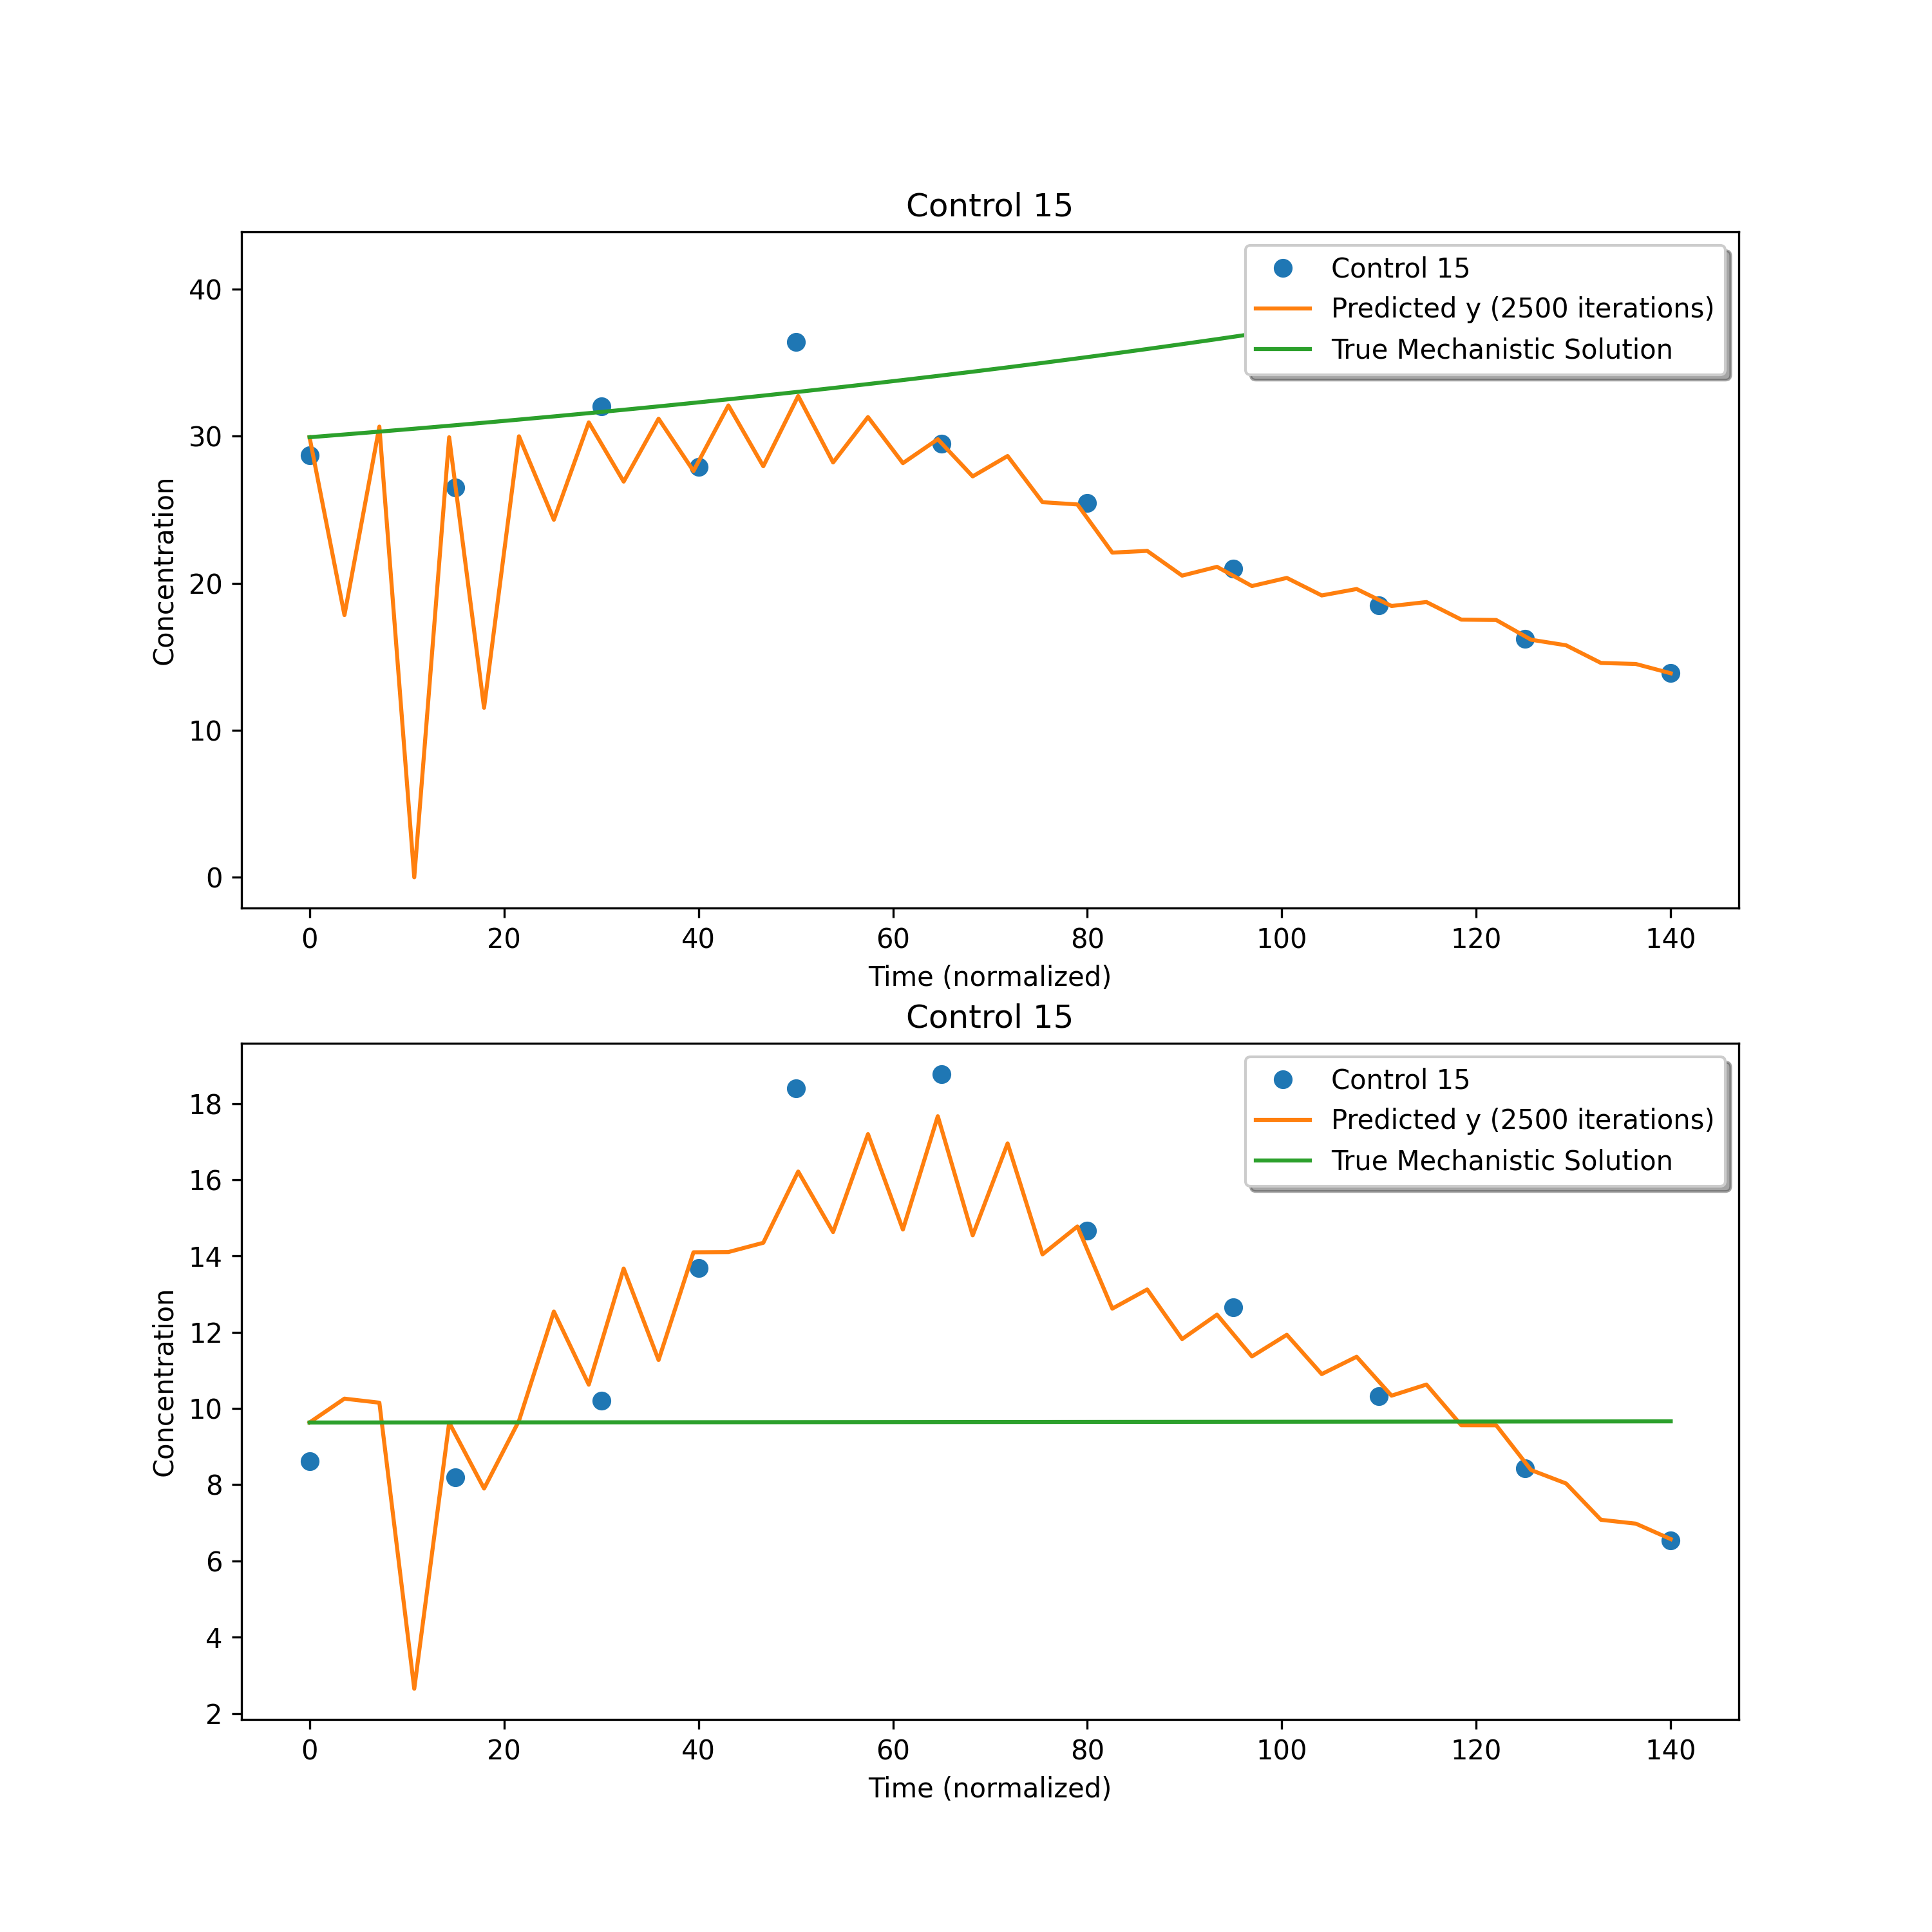 Control 15
40
30
20
10
0
Concentration
Control 15
Predicted y (2500 iterations)
True Mechanistic Solution
0 20 40 60 80 100 120 140
Time (normalized)
Control 15
18
16
14
12
10
8
6
4
2
Concentration
Control 15
Predicted y (2500 iterations)
True Mechanistic Solution
0 20 40 60 80 100 120 140
Time (normalized)